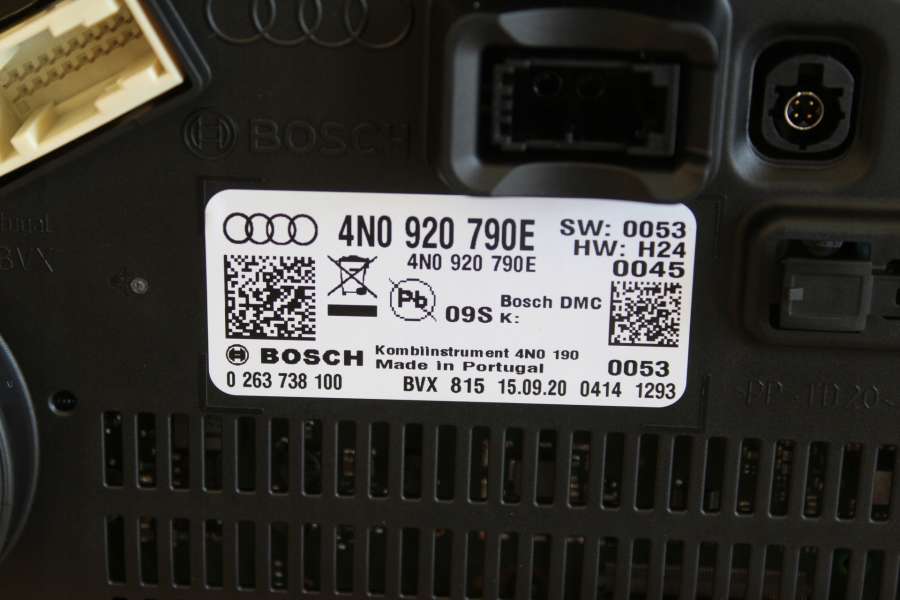 BOSCH
BVX
4N0 920 790E
SW: 0053
HW: H24
4N0 920 790E
0045
Pb
09S
Bosch DMC
K:
BOSCH
Kombiinstrument 4N0 190
Made in Portugal
0053
0 263 738 100
BVX 815 15.09.20 0414 1293